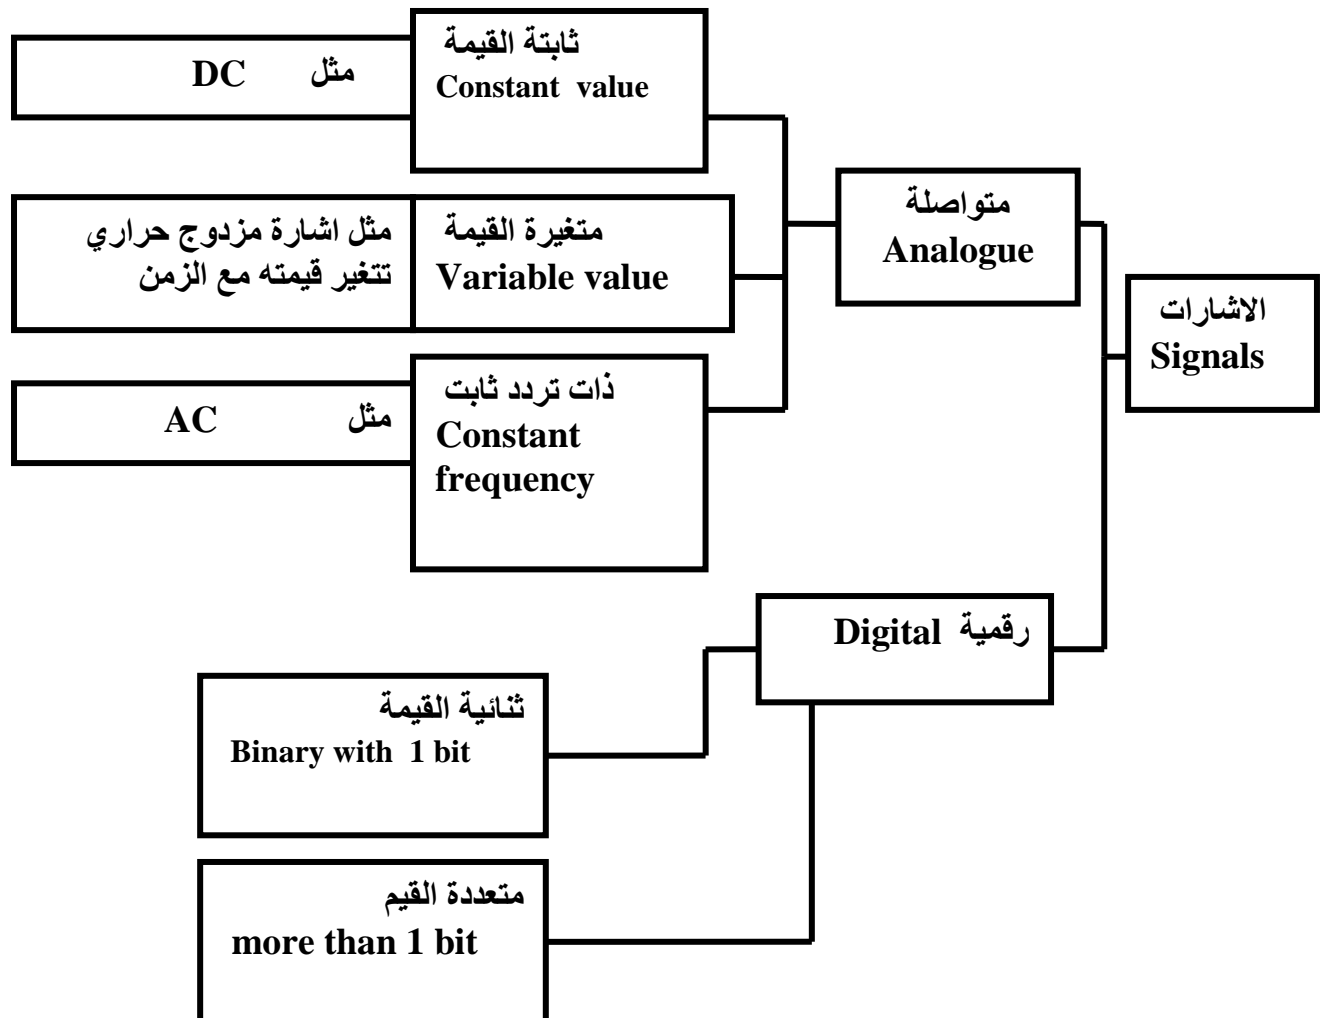 الاشارات
Signals
متواصلة
Analogue
ثابتة القيمة
Constant value
مثل DC
متغيرة القيمة
Variable value
مثل اشارة مزدوج حراري
تتغير قيمته مع الزمن
ذات تردد ثابت
Constant
frequency
مثل AC
رقمية Digital
ثنائية القيمة
Binary with 1 bit
متعددة القيم
more than 1 bit